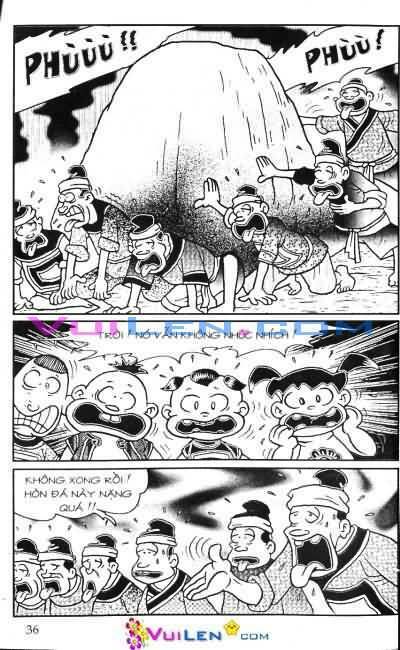 PHÙÙÙ!!
PHÙÙ!
VuiLen.com
TRỜI! NÓ VẪN KHÔNG NHÚC NHÍCH!
KHÔNG XONG RỒI!
HÒN ĐÁ NÀY NẶNG
QUÁ!!
36
VuiLen.com